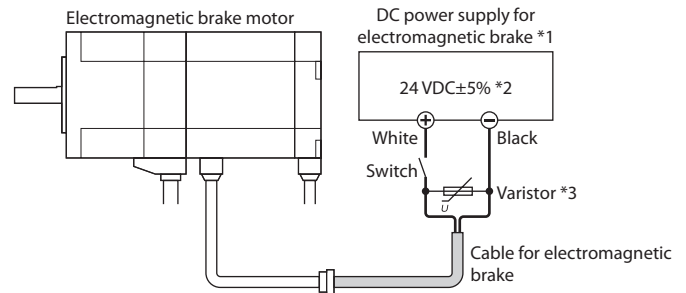 Electromagnetic brake motor
DC power supply for
electromagnetic brake *1
24 VDC±5% *2
White
Black
Switch
Varistor *3
U
Cable for electromagnetic
brake